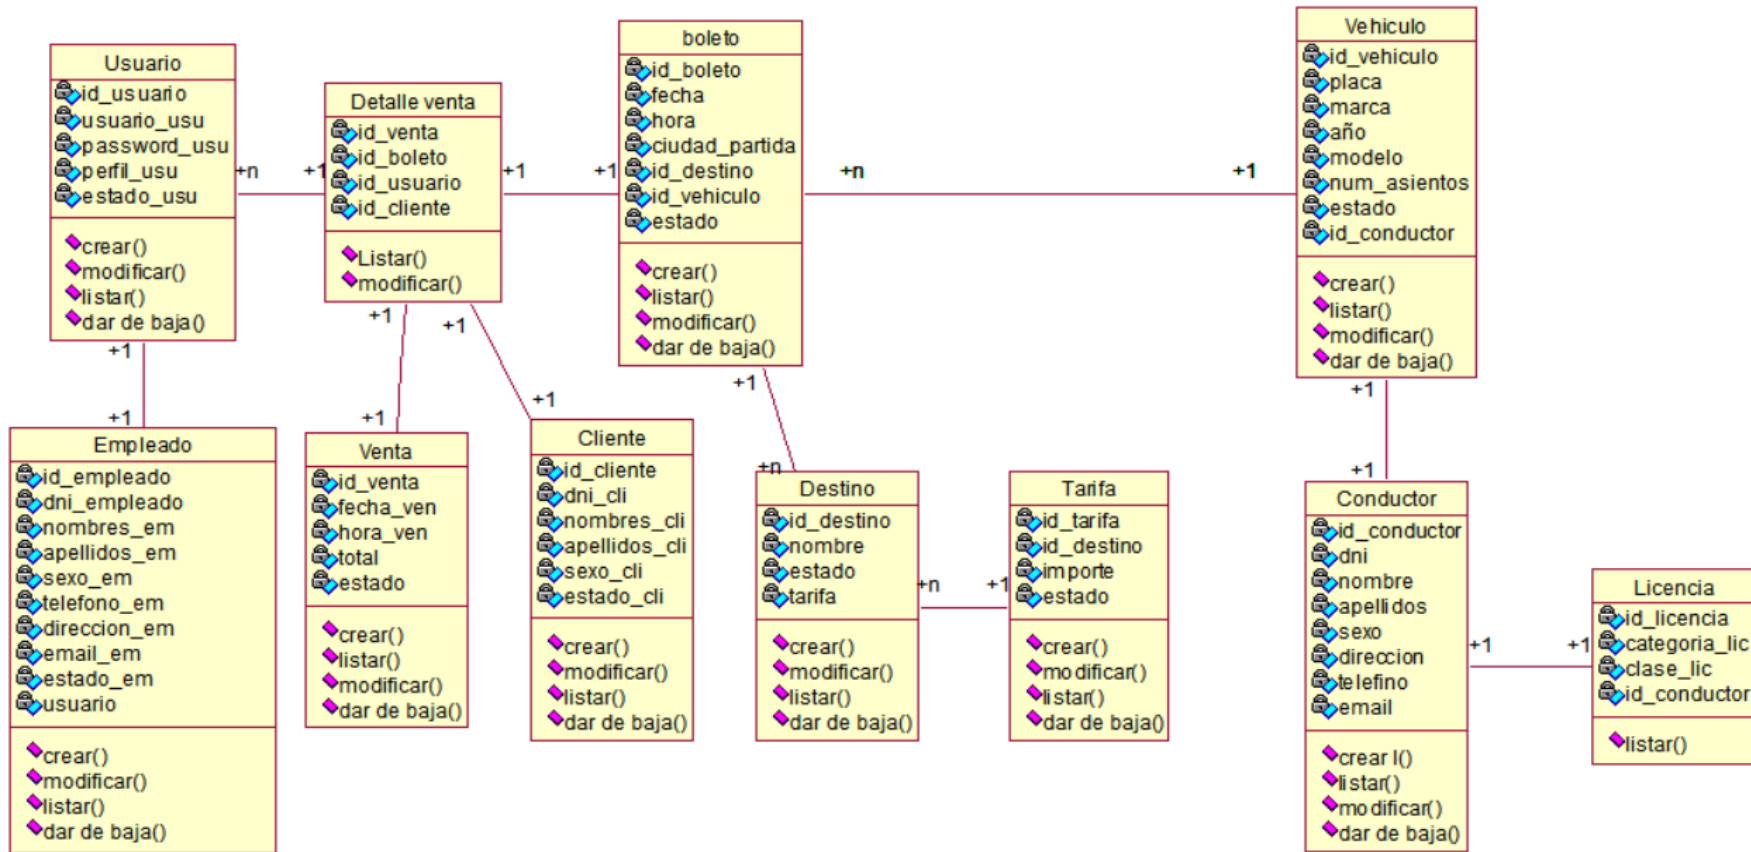 Usuario
id_usuario
usuario_usu
password_usu
perfil_usu
estado_usu
crear()
modificar()
listar()
dar de baja()
+n
+1
+1
+1
Detalle venta
id_venta
id_boleto
id_usuario
id_cliente
Listar()
modificar()
+1
+1
+1
+1
+1
+1
boleto
id_boleto
fecha
hora
ciudad_partida
id_destino
id_vehiculo
estado
crear()
listar()
modificar()
dar de baja()
+n
+1
+1
+n
Vehiculo
id_vehiculo
placa
marca
año
modelo
num_asientos
estado
id_conductor
crear()
listar()
modificar()
dar de baja()
+1
+1
Empleado
id_empleado
dni_empleado
nombres_em
apellidos_em
sexo_em
telefono_em
direccion_em
email_em
estado_em
usuario
crear()
modificar()
listar()
dar de baja()
Venta
id_venta
fecha_ven
hora_ven
total
estado
crear()
listar()
modificar()
dar de baja()
Cliente
id_cliente
dni_cli
nombres_cli
apellidos_cli
sexo_cli
estado_cli
crear()
modificar()
listar()
dar de baja()
Destino
id_destino
nombre
estado
tarifa
crear()
modificar()
listar()
dar de baja()
+n
+1
Tarifa
id_tarifa
id_destino
importe
estado
crear()
modificar()
listar()
dar de baja()
Conductor
id_conductor
dni
nombre
apellidos
sexo
direccion
telefino
email
crear l()
listar()
modificar()
dar de baja()
+1
+1
Licencia
id_licencia
categoria_lic
clase_lic
id_conductor
listar()